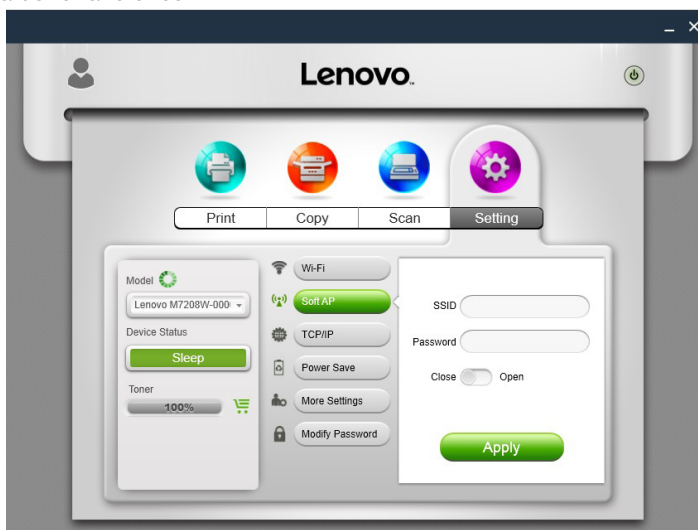 Lenovo
Print
Copy
Scan
Setting
Model
Lenovo M7208W-000
Device Status
Sleep
Toner
100%
Wi-Fi
Soft AP
TCP/IP
Power Save
More Settings
Modify Password
SSID
Password
Close
Open
Apply